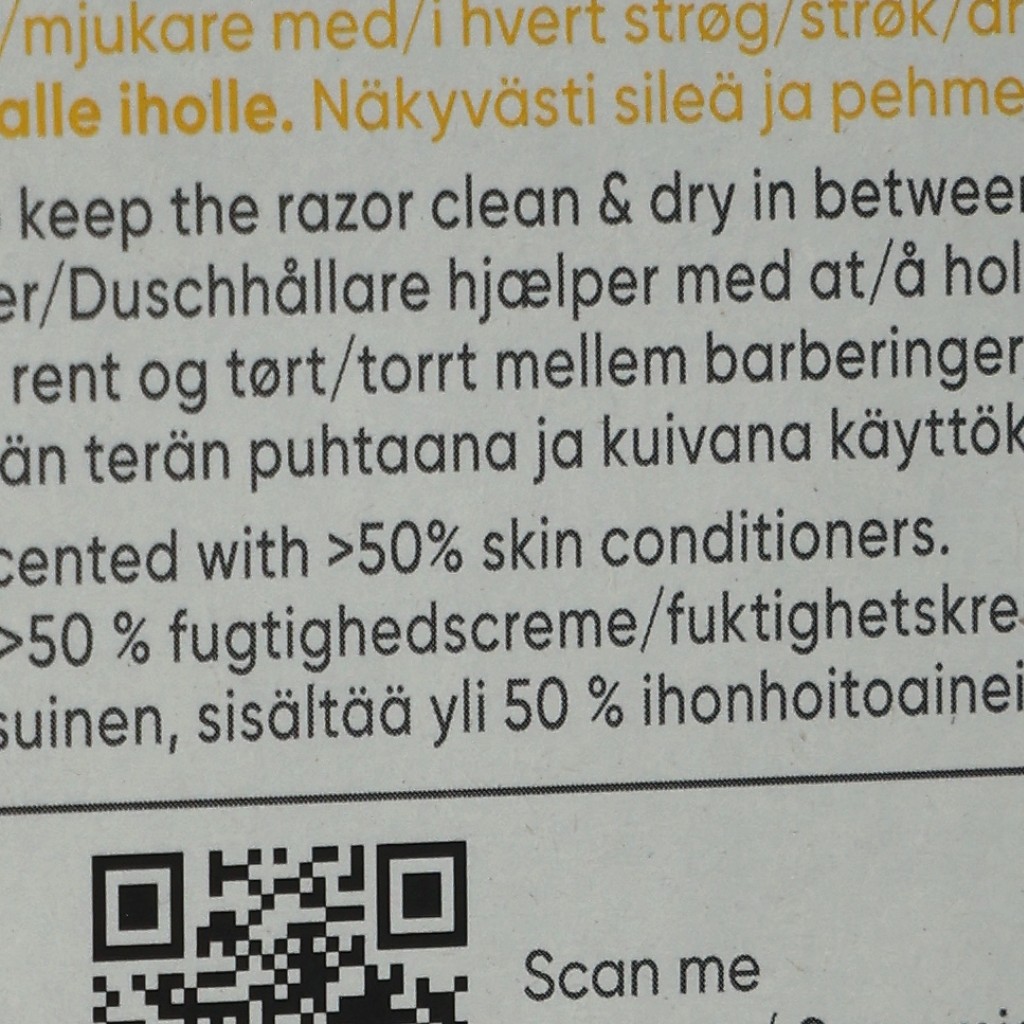 /mjukare med/i hvert strøg/strøk/dr
alle iholle. Näkyvästi sileä ja pehme
keep the razor clean & dry in between
er/Duschhållare hjælper med at/å hol
rent og tørt/torrt mellem barberinger
än terän puhtaana ja kuivana käyttök
cented with >50% skin conditioners.
>50 % fugtighedscreme/fuktighetskre
suinen, sisältää yli 50 % ihonhoitoainei
Scan me